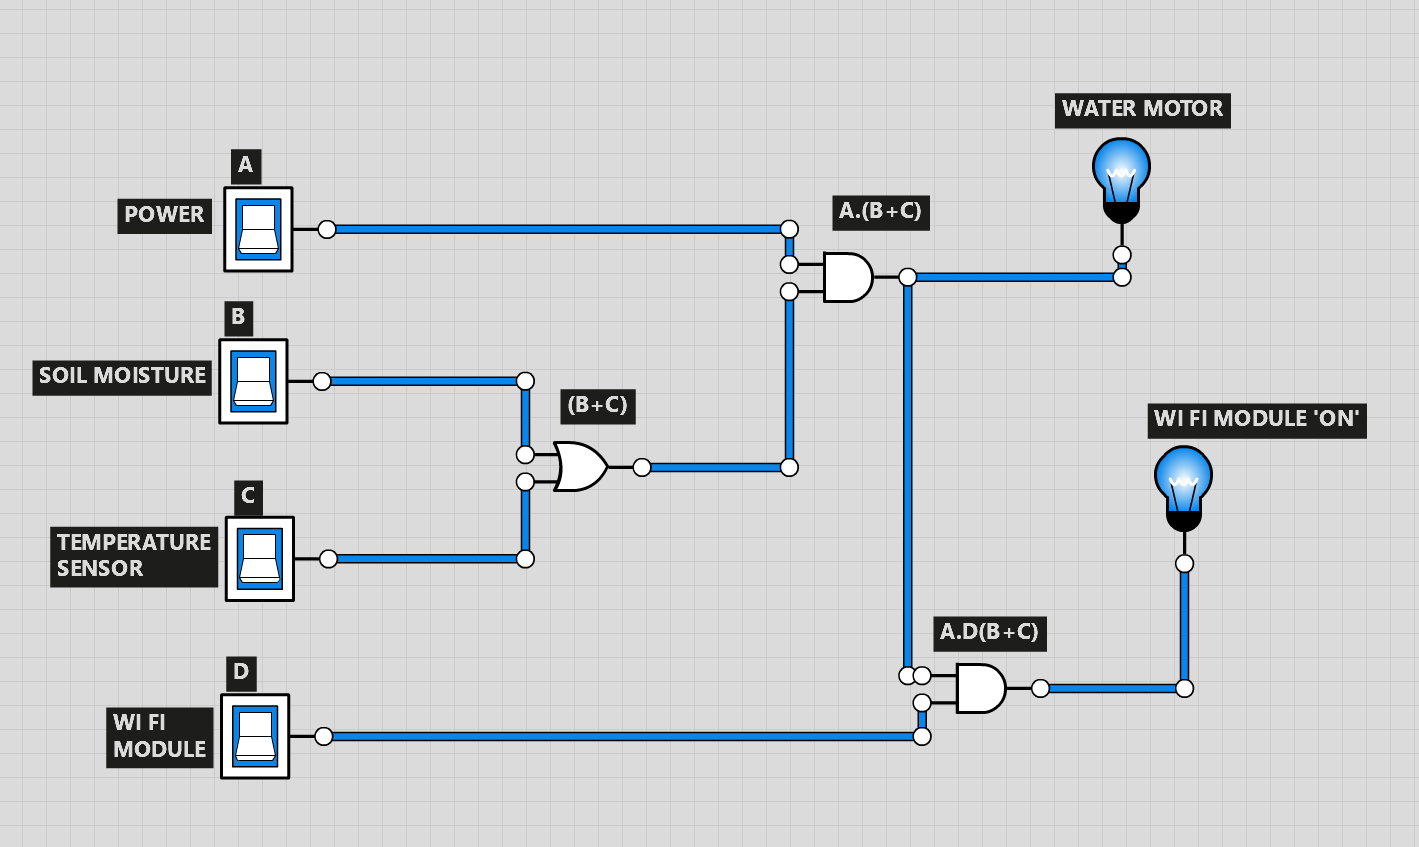 WATER MOTOR
A
POWER
A.(B+C)
B
SOIL MOISTURE
(B+C)
WI FI MODULE 'ON'
C
TEMPERATURE
SENSOR
A.D(B+C)
D
WI FI
MODULE